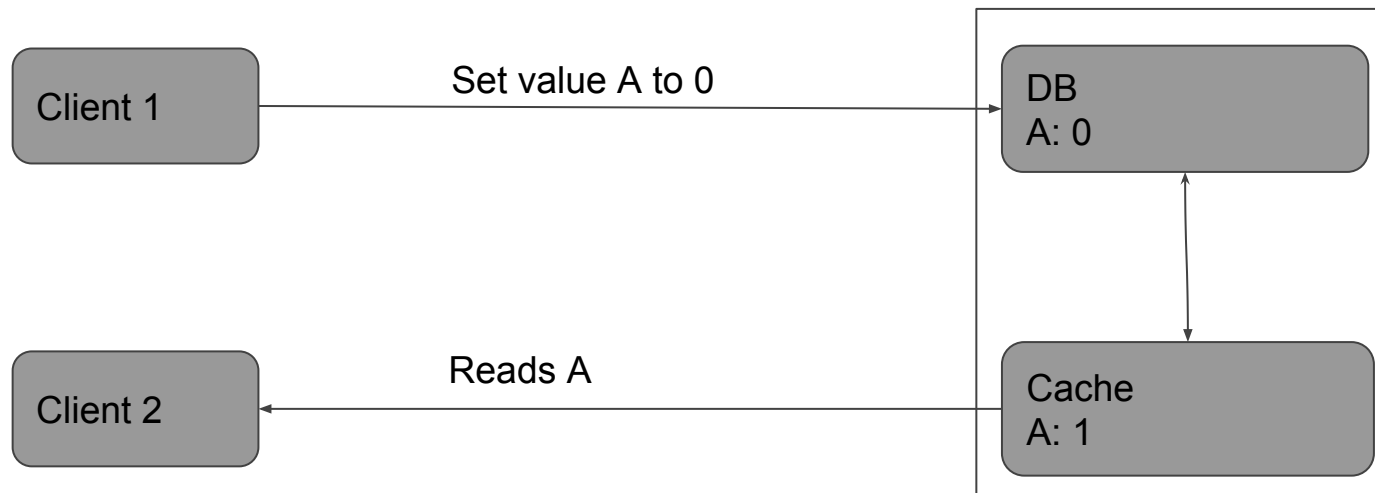 Client 1
Set value A to 0
DB
A: 0
Client 2
Reads A
Cache
A: 1